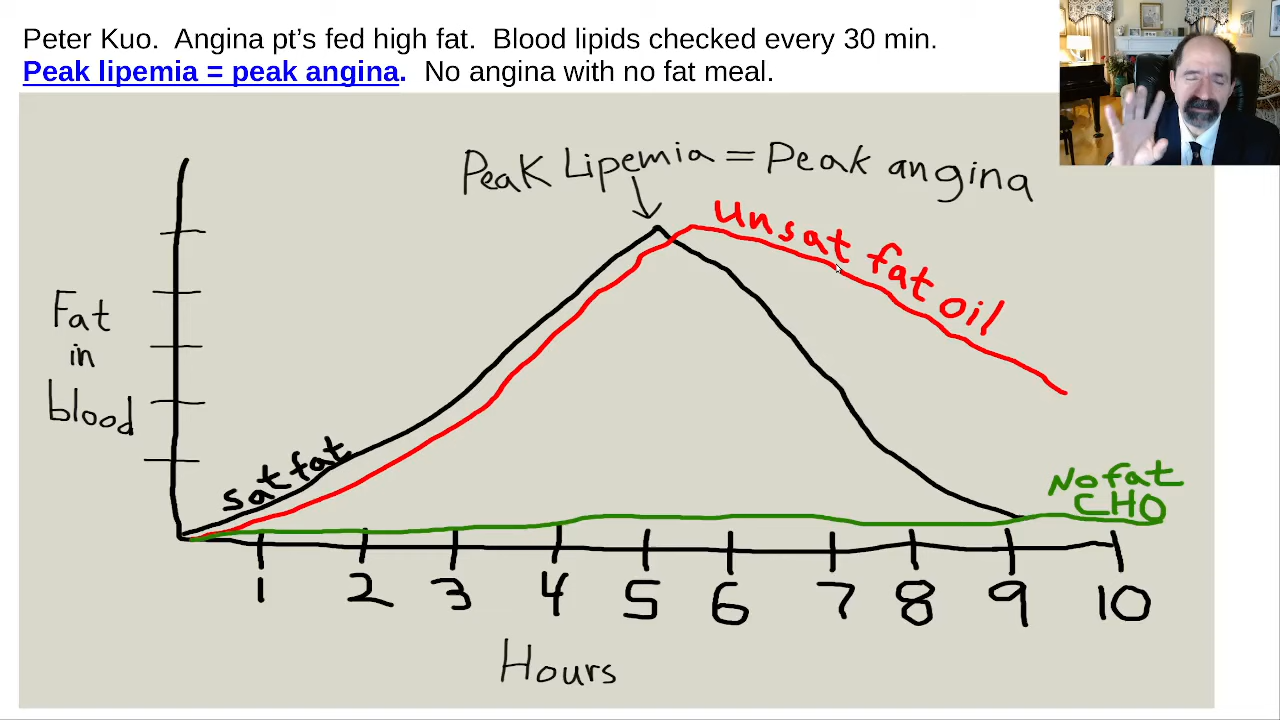 Peter Kuo.  Angina pt's fed high fat.  Blood lipids checked every 30 min.
Peak lipemia = peak angina.  No angina with no fat meal.
Peak Lipemia = Peak angina
unsat fat oil
Fat
in
blood
sat fat
No fat
CHO
1 2 3 4 5 6 7 8 9 10
Hours